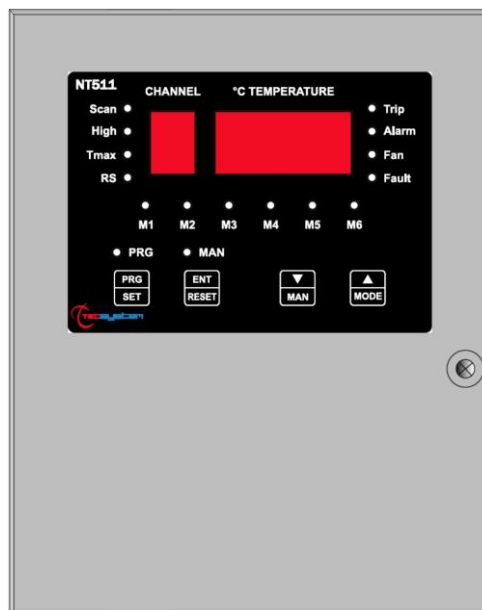 NT511
CHANNEL °C TEMPERATURE
Scan
High
Tmax
RS
Trip
Alarm
Fan
Fault
M1 M2 M3 M4 M5 M6
PRG MAN
PRG
SET
ENT
RESET
▼
MAN
▲
MODE
TECSYSTEM